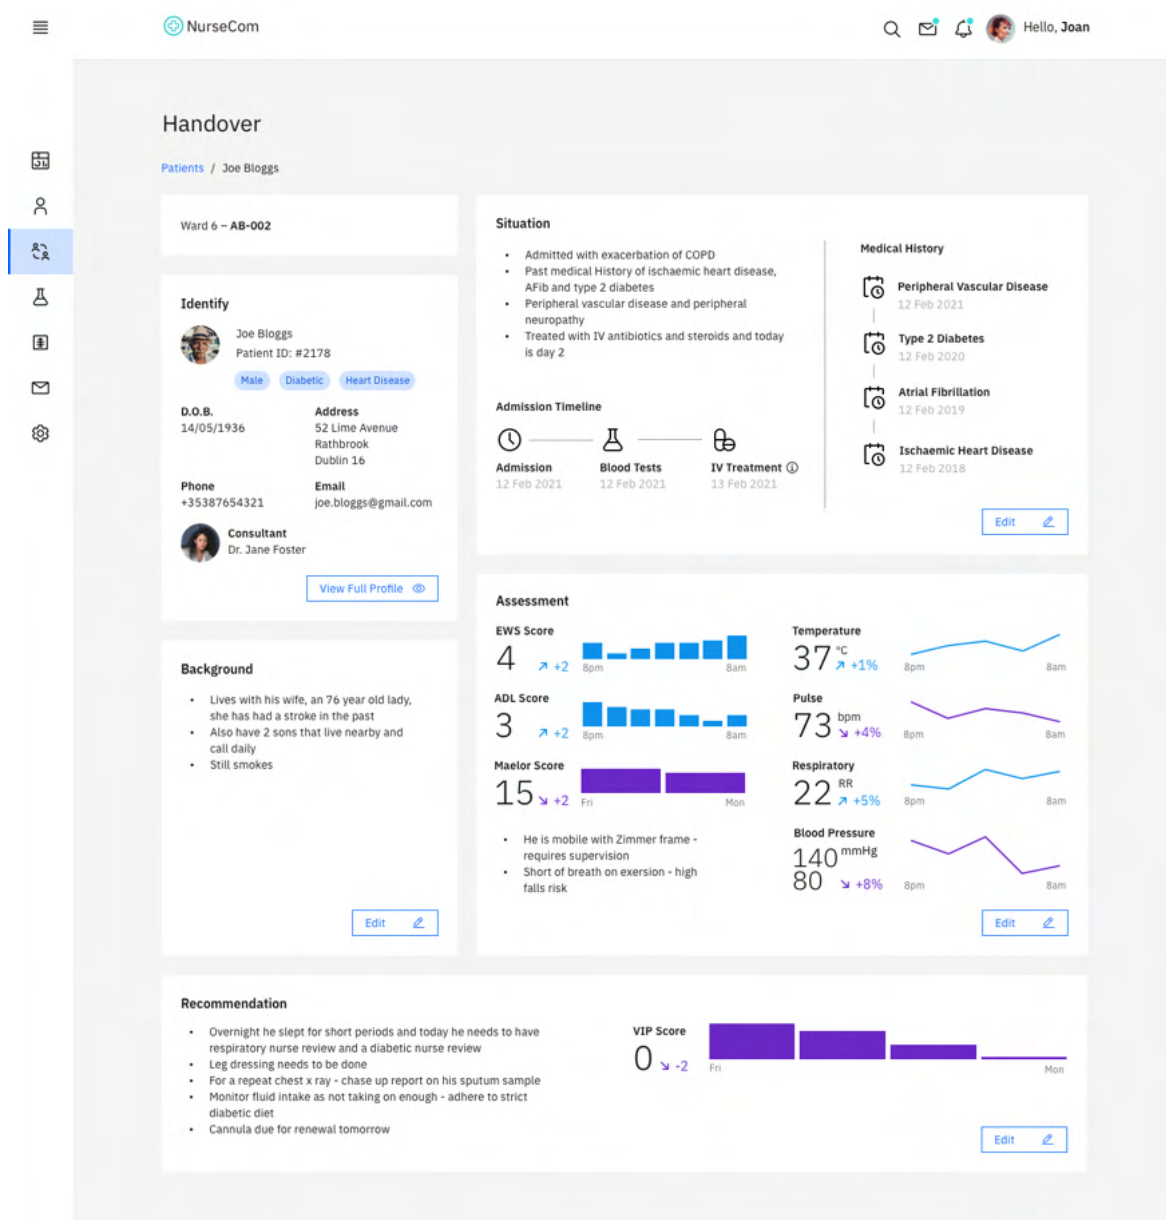 NurseCom
Hello, Joan
Handover
Patients / Joe Bloggs
Ward 6 – AB-002
Identify
Joe Bloggs
Patient ID: #2178
Male
Diabetic
Heart Disease
D.O.B.
14/05/1936
Address
52 Lime Avenue
Rathbrook
Dublin 16
Phone
+35387654321
Email
joe.bloggs@gmail.com
Consultant
Dr. Jane Foster
View Full Profile
Situation
• Admitted with exacerbation of COPD
• Past medical History of ischaemic heart disease,
AFib and type 2 diabetes
• Peripheral vascular disease and peripheral
neuropathy
• Treated with IV antibiotics and steroids and today
is day 2
Admission Timeline
Admission
12 Feb 2021
Blood Tests
12 Feb 2021
IV Treatment
13 Feb 2021
Medical History
Peripheral Vascular Disease
12 Feb 2021
Type 2 Diabetes
12 Feb 2020
Atrial Fibrillation
12 Feb 2019
Ischaemic Heart Disease
12 Feb 2018
Edit
Background
• Lives with his wife, an 76 year old lady,
she has had a stroke in the past
• Also have 2 sons that live nearby and
call daily
• Still smokes
Edit
Assessment
EWS Score
4 +2
8pm 8am
ADL Score
3 +2
8pm 8am
Maelor Score
15 +2
Fri Mon
• He is mobile with Zimmer frame -
requires supervision
• Short of breath on exersion - high
falls risk
Temperature
37 °C +1%
8pm 8am
Pulse
73 bpm +4%
8pm 8am
Respiratory
22 RR +5%
8pm 8am
Blood Pressure
140 mmHg
80 +8%
8pm 8am
Edit
Recommendation
• Overnight he slept for short periods and today he needs to have
respiratory nurse review and a diabetic nurse review
• Leg dressing needs to be done
• For a repeat chest x ray - chase up report on his sputum sample
• Monitor fluid intake as not taking on enough - adhere to strict
diabetic diet
• Cannula due for renewal tomorrow
VIP Score
0 -2
Fri Mon
Edit